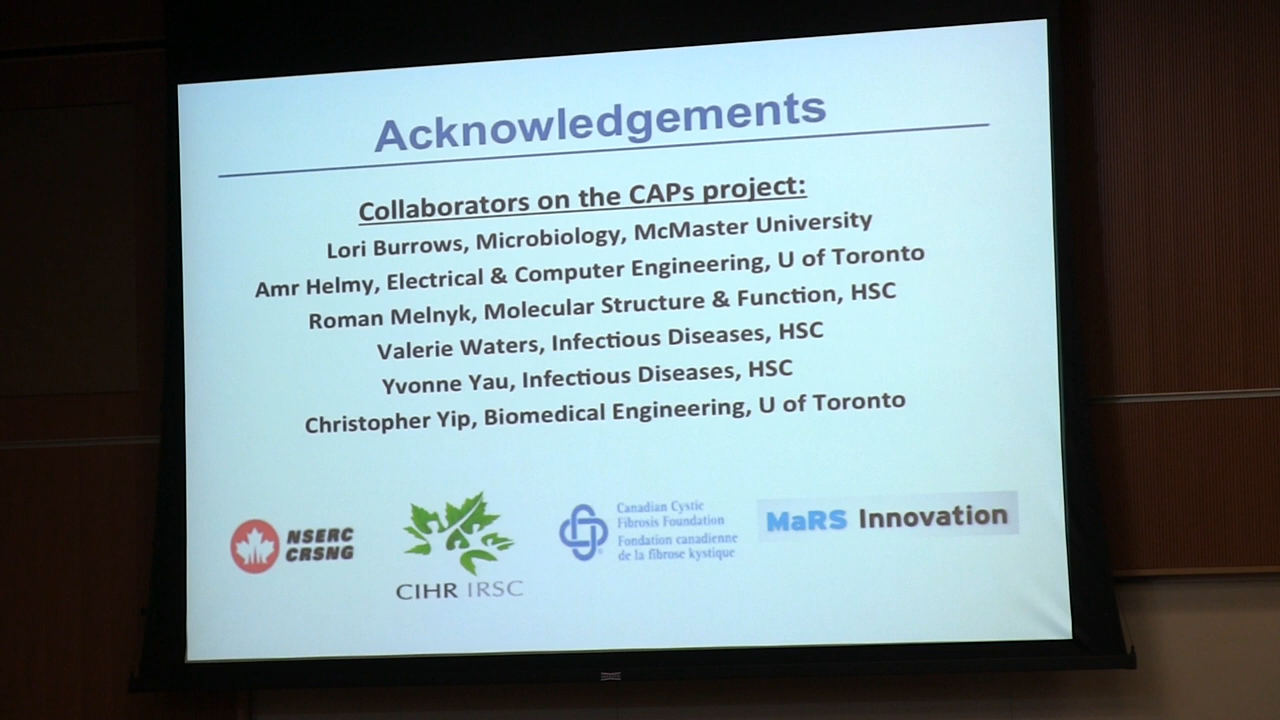 Acknowledgements
Collaborators on the CAPs project:
Lori Burrows, Microbiology, McMaster University
Amr Helmy, Electrical & Computer Engineering, U of Toronto
Roman Melnyk, Molecular Structure & Function, HSC
Valerie Waters, Infectious Diseases, HSC
Yvonne Yau, Infectious Diseases, HSC
Christopher Yip, Biomedical Engineering, U of Toronto
NSERC
CRSNG
CIHR IRSC
Canadian Cystic
Fibrosis Foundation
Fondation canadienne
de la fibrose kystique
MaRS Innovation